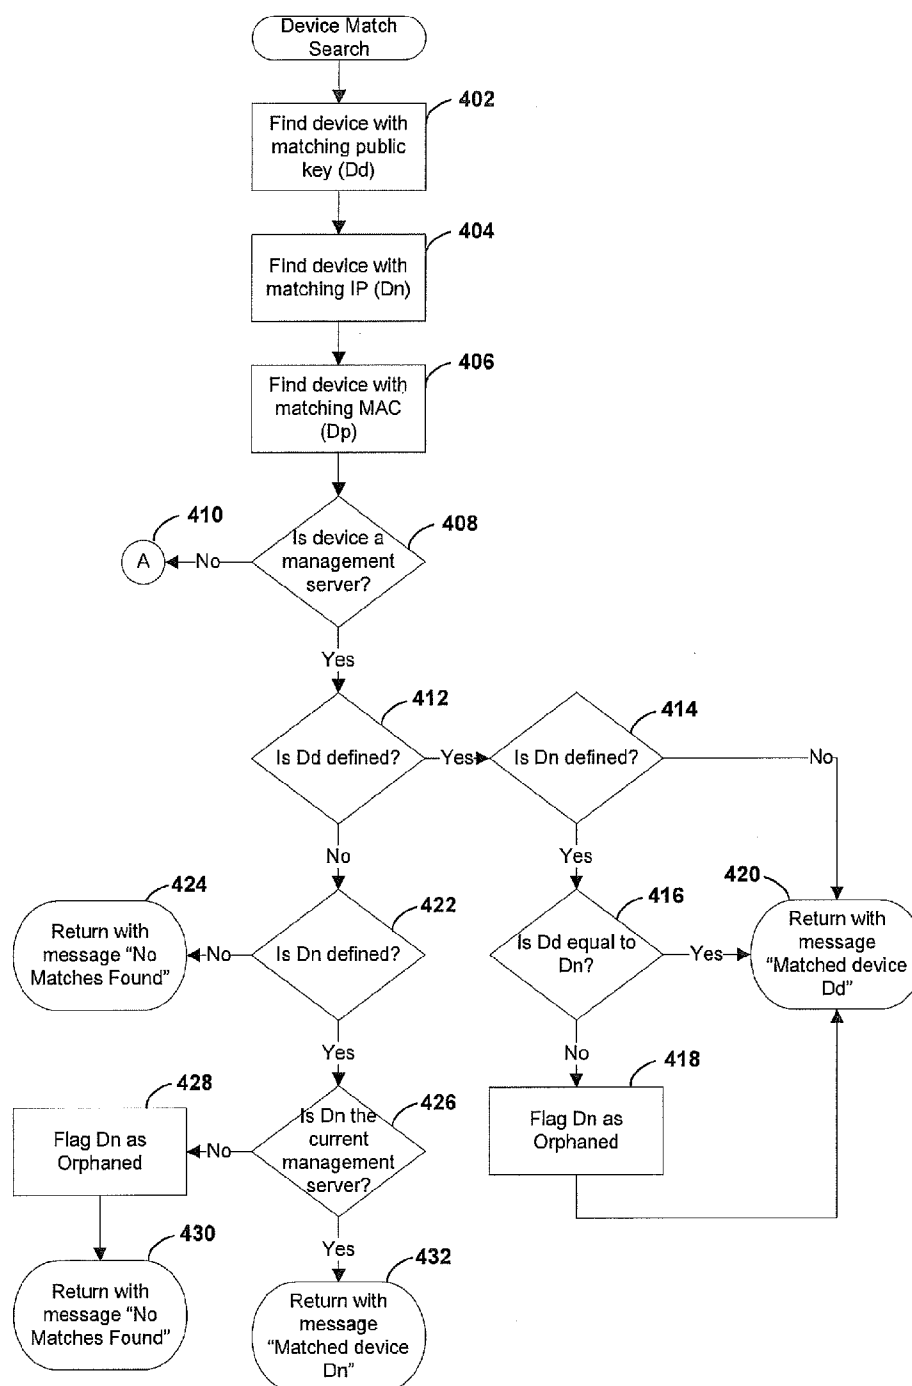 Device Match
Search
402
Find device with
matching public
key (Dd)
404
Find device with
matching IP (Dn)
406
Find device with
matching MAC
(Dp)
410
408
A
No
Is device a
management
server?
Yes
412
414
Is Dd defined?
Yes
Is Dn defined?
No
No
Yes
424
422
416
420
Return with
message “No
Matches Found”
No
Is Dn defined?
Is Dd equal to
Dn?
Yes
Return with
message
“Matched device
Dd”
Yes
No
428
426
418
Flag Dn as
Orphaned
No
Is Dn the
current
management
server?
Flag Dn as
Orphaned
430
Yes
432
Return with
message “No
Matches Found”
Return with
message
“Matched device
Dn”